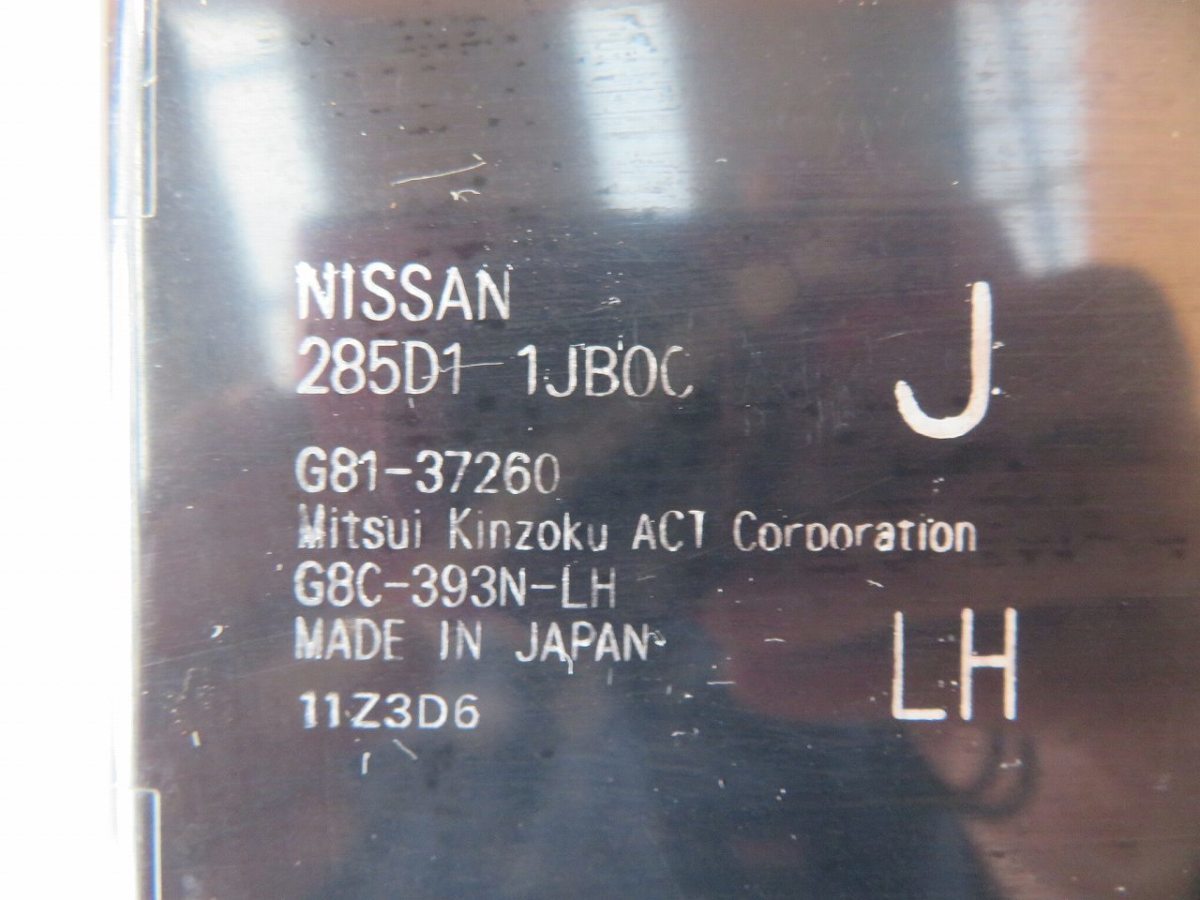 NISSAN
285D1 1JB0C
J
G81-37260
Mitsui Kinzoku ACT Corporation
G8C-393N-LH
MADE IN JAPAN
LH
11Z3D6